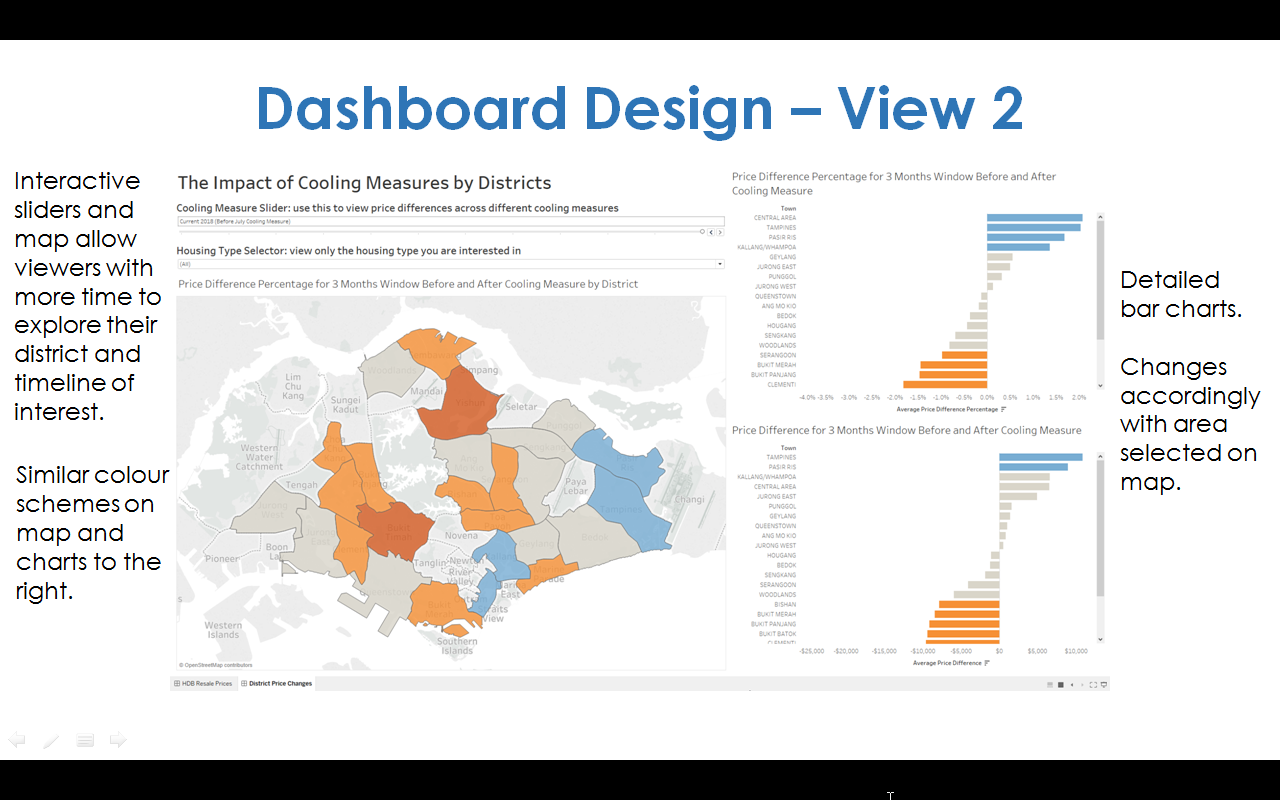 Dashboard Design – View 2
Interactive
sliders and
map allow
viewers with
more time to
explore their
district and
timeline of
interest.
Similar colour
schemes on
map and
charts to the
right.
The Impact of Cooling Measures by Districts
Cooling Measure Slider: use this to view price differences across different cooling measures
Current 2018 (Before July Cooling Measure)
Housing Type Selector: view only the housing type you are interested in
(All)
Price Difference Percentage for 3 Months Window Before and After Cooling Measure by District
Woodlands
Mandai
Lim
Chu
Kang
Sungei
Kadut
Yishun
Seletar
Punggol
Western
Water
Catchment
Tengah
Ang
Mo Kio
Paya
Lebar
Changi
Tampines
Bukit
Timah
Novena
Bedok
Geylang
Pioneer
Boon
Lay
Tanglin
Newton
River
Valley
Queenstown
Bukit
Merah
Marine
Parade
East
Straits
View
Western
Islands
Southern
Islands
© OpenStreetMap contributors
Price Difference Percentage for 3 Months Window Before and After
Cooling Measure
Town
CENTRAL AREA
TAMPINES
PASIR RIS
KALLANG/WHAMPOA
GEYLANG
JURONG EAST
PUNGGOL
JURONG WEST
QUEENSTOWN
ANG MO KIO
BEDOK
HOUGANG
SENGKANG
WOODLANDS
SERANGOON
BUKIT MERAH
BUKIT PANJANG
CLEMENTI
-4.0% -3.5% -3.0% -2.5% -2.0% -1.5% -1.0% -0.5% 0.0% 0.5% 1.0% 1.5% 2.0%
Average Price Difference Percentage
Price Difference for 3 Months Window Before and After Cooling Measure
Town
TAMPINES
PASIR RIS
KALLANG/WHAMPOA
CENTRAL AREA
JURONG EAST
PUNGGOL
GEYLANG
QUEENSTOWN
ANG MO KIO
JURONG WEST
HOUGANG
BEDOK
SENGKANG
SERANGOON
WOODLANDS
BISHAN
BUKIT MERAH
BUKIT PANJANG
BUKIT BATOK
CLEMENTI
-$25,000 -$20,000 -$15,000 -$10,000 -$5,000 $0 $5,000 $10,000
Average Price Difference
HDB Resale Prices District Price Changes
Detailed
bar charts.
Changes
accordingly
with area
selected on
map.